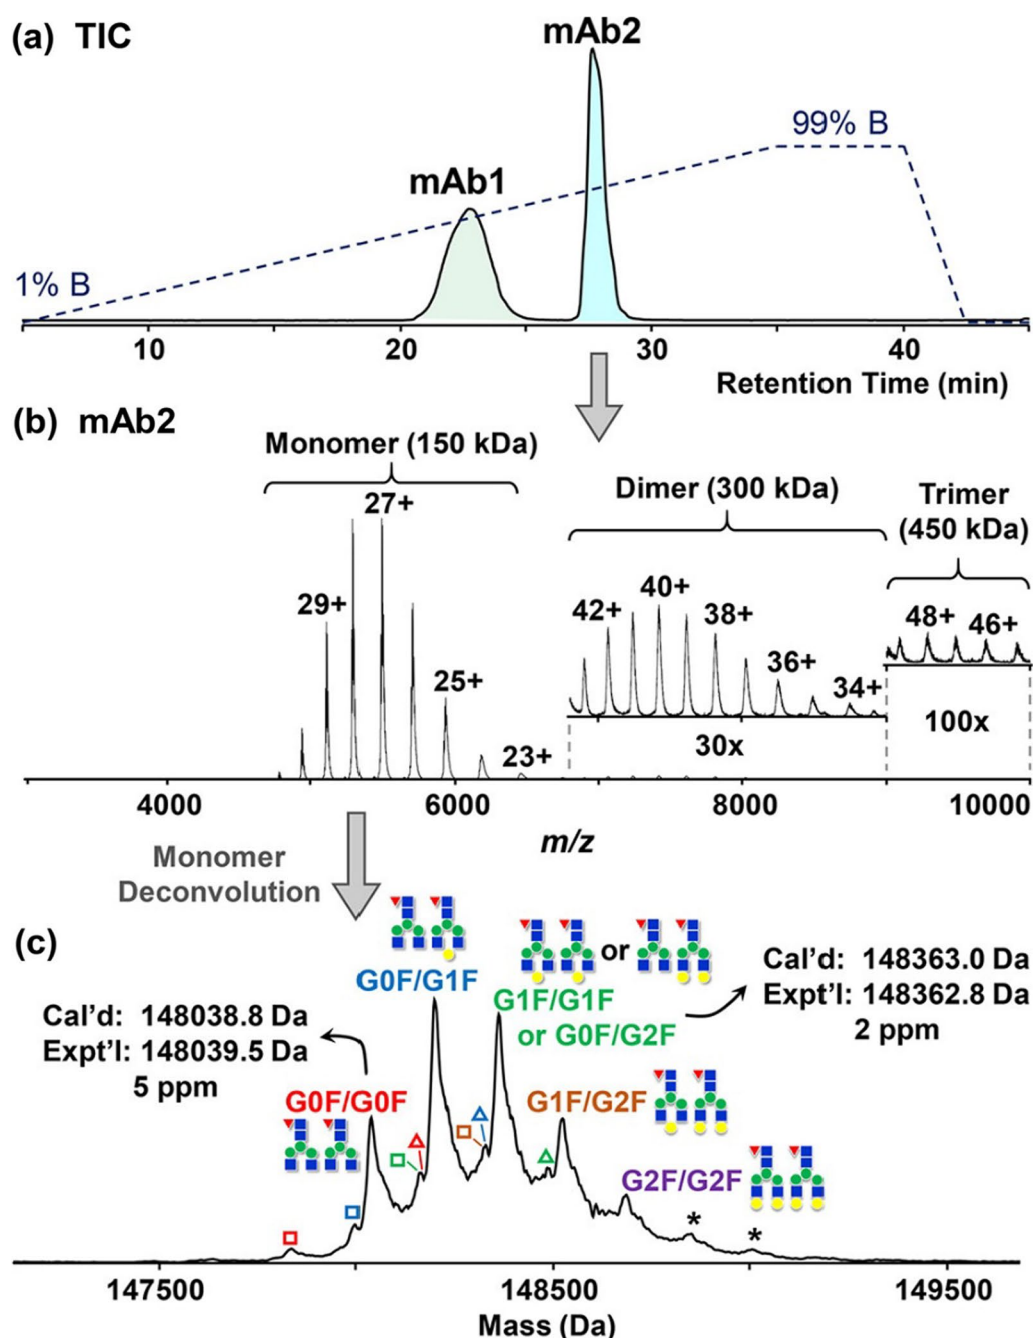 (a) TIC
mAb2
99% B
mAb1
1% B
10 20 30 40
Retention Time (min)
(b) mAb2
Monomer (150 kDa)
Dimer (300 kDa)
Trimer
(450 kDa)
27+
29+
25+
23+
42+
40+
38+
36+
34+
48+
46+
30x
100x
4000 6000 8000 10000
m/z
Monomer
Deconvolution
(c)
G0F/G1F
or
G1F/G1F
or G0F/G2F
Cal'd: 148363.0 Da
Expt'l: 148362.8 Da
2 ppm
Cal'd: 148038.8 Da
Expt'l: 148039.5 Da
5 ppm
G0F/G0F
G1F/G2F
G2F/G2F
* *
147500 148500 149500
Mass (Da)